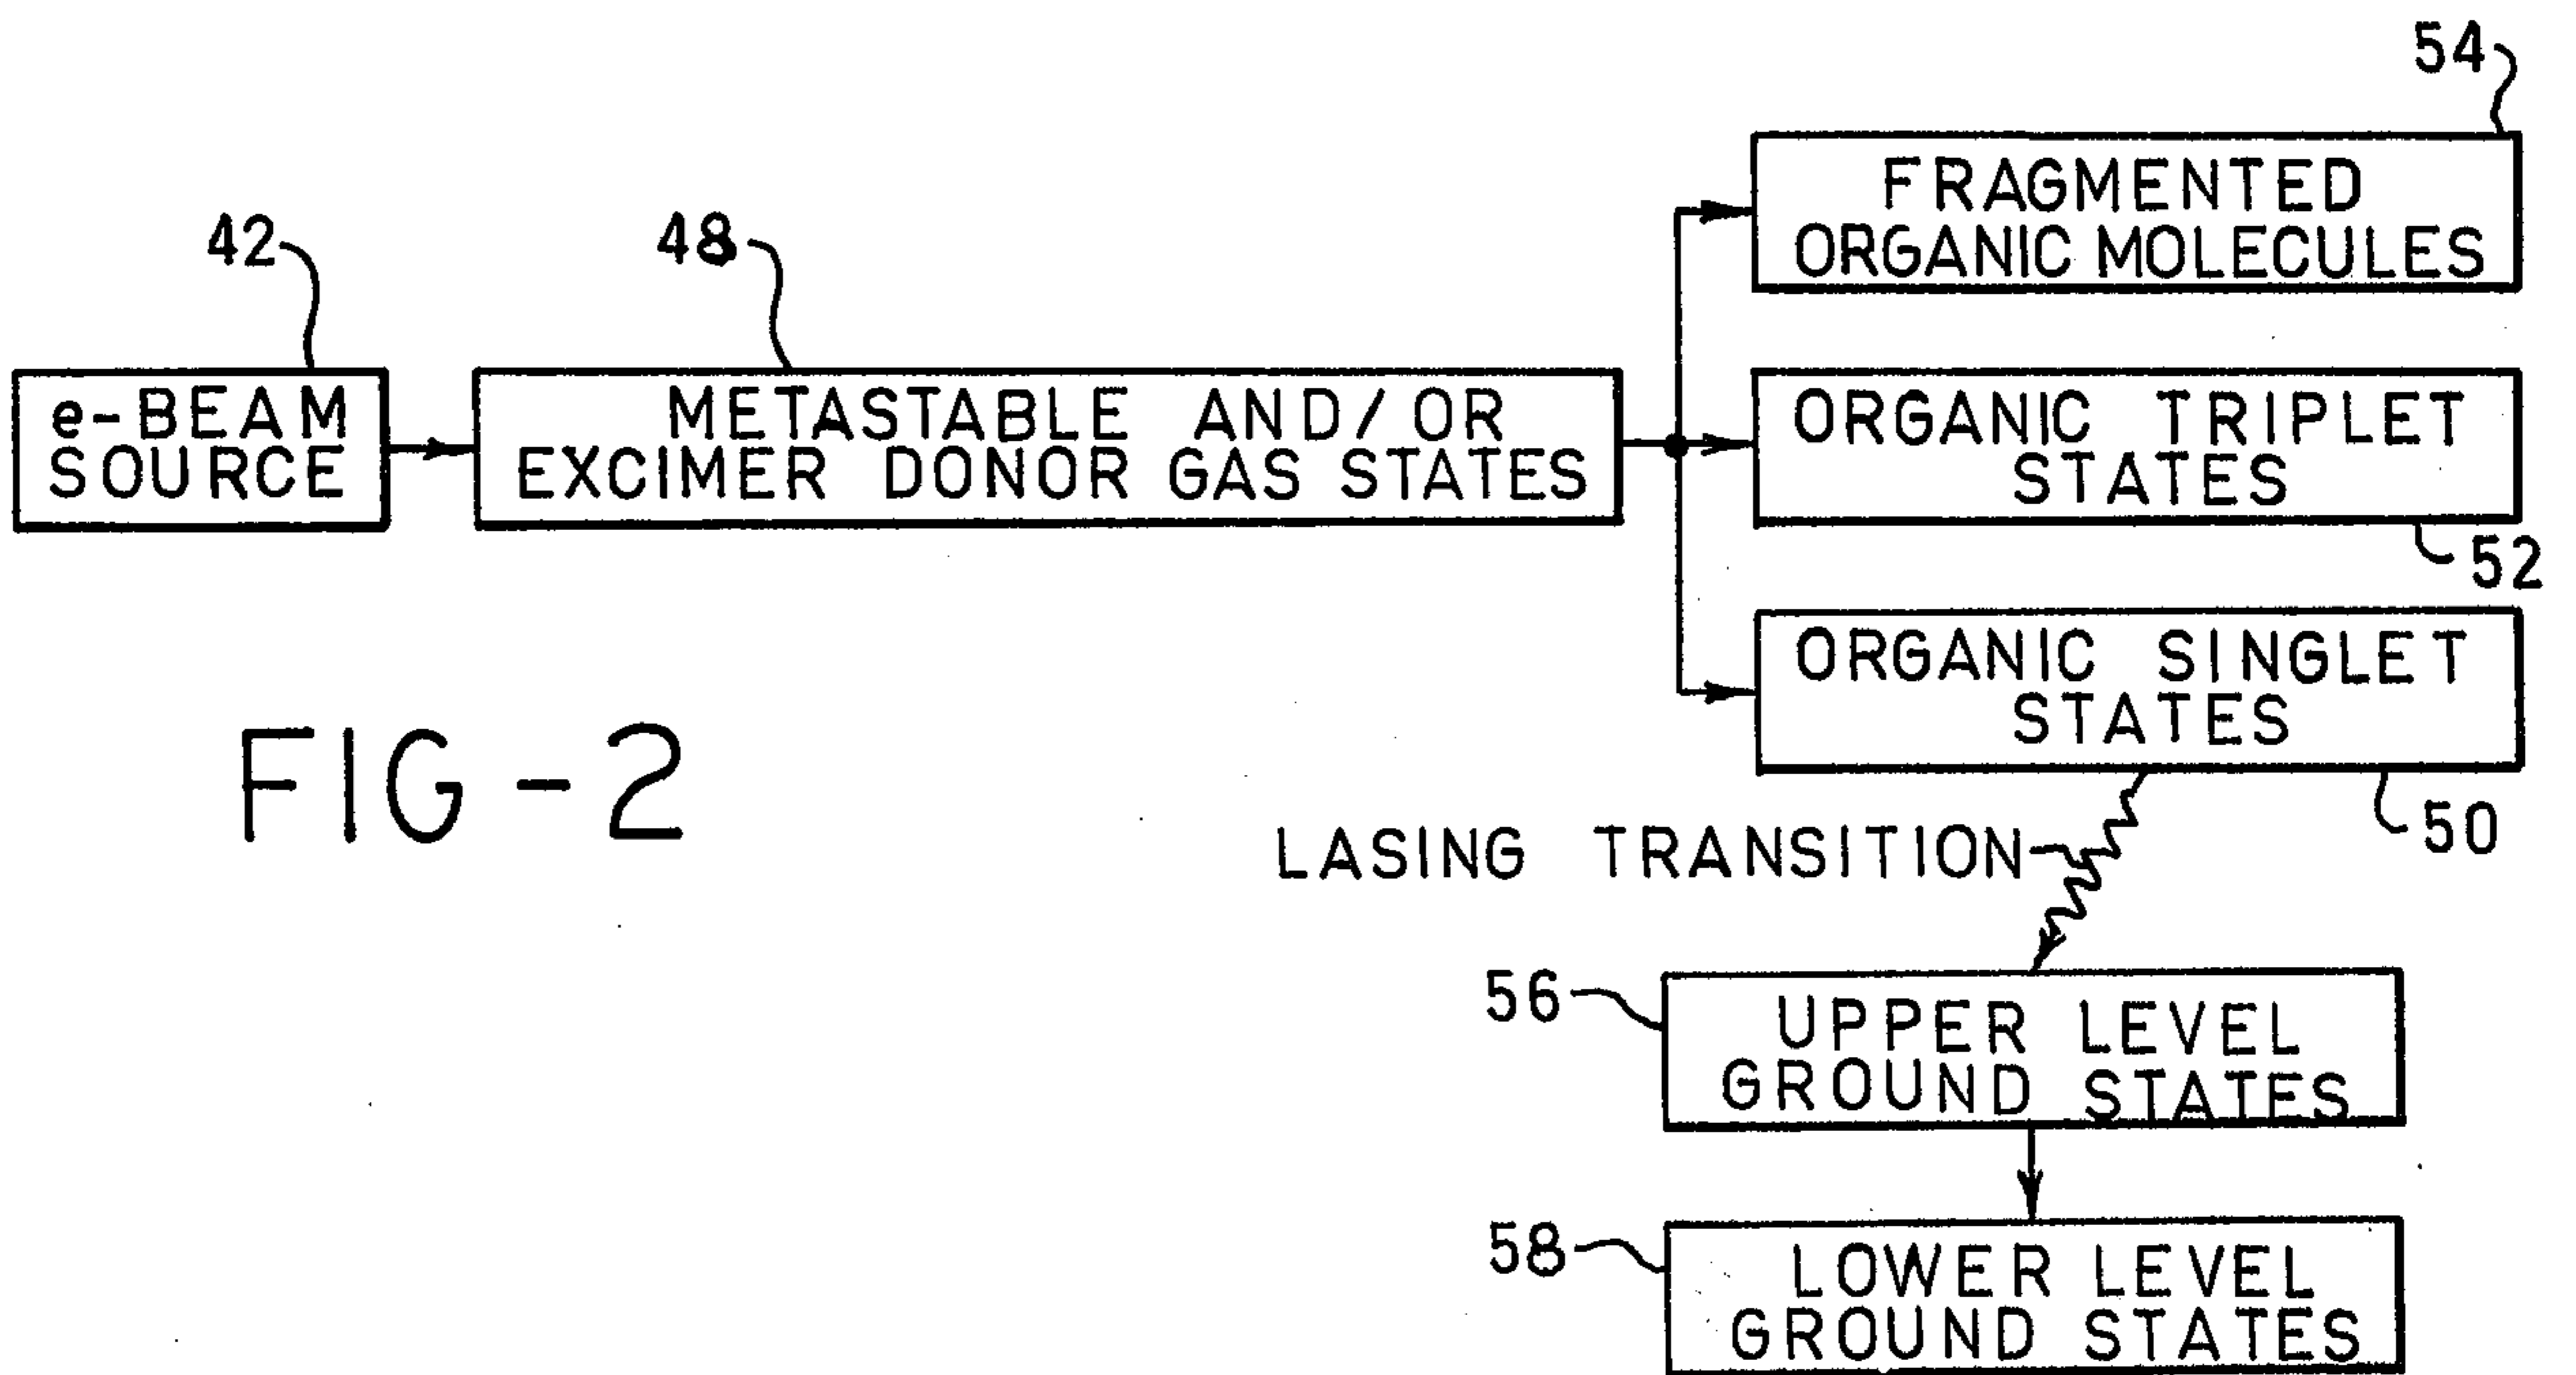 54
FRAGMENTED
ORGANIC MOLECULES
42
48
e-BEAM
SOURCE
METASTABLE AND/OR
EXCIMER DONOR GAS STATES
ORGANIC TRIPLET
STATES
52
ORGANIC SINGLET
STATES
50
FIG-2
LASING TRANSITION
56
UPPER LEVEL
GROUND STATES
58
LOWER LEVEL
GROUND STATES